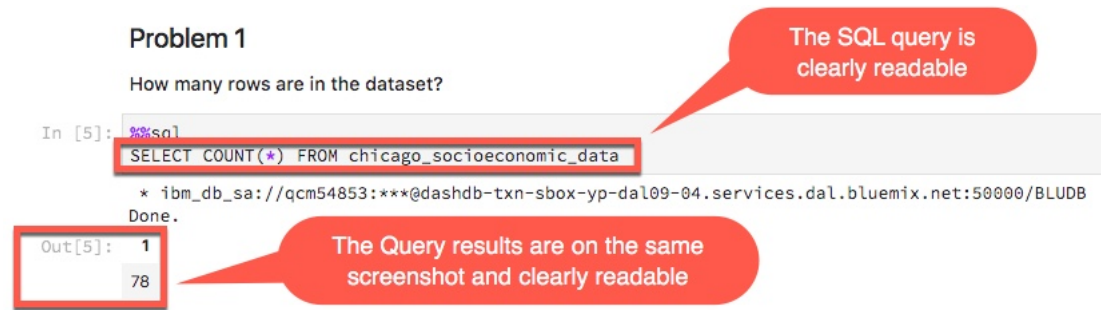 Problem 1
The SQL query is
clearly readable
How many rows are in the dataset?
In [5]: %%sql
SELECT COUNT(*) FROM chicago_socioeconomic_data
* ibm_db_sa://qcm54853:***@dashdb-txn-sbox-yp-dal09-04.services.dal.bluemix.net:50000/BLUDB
Done.
Out[5]: 1
78
The Query results are on the same
screenshot and clearly readable